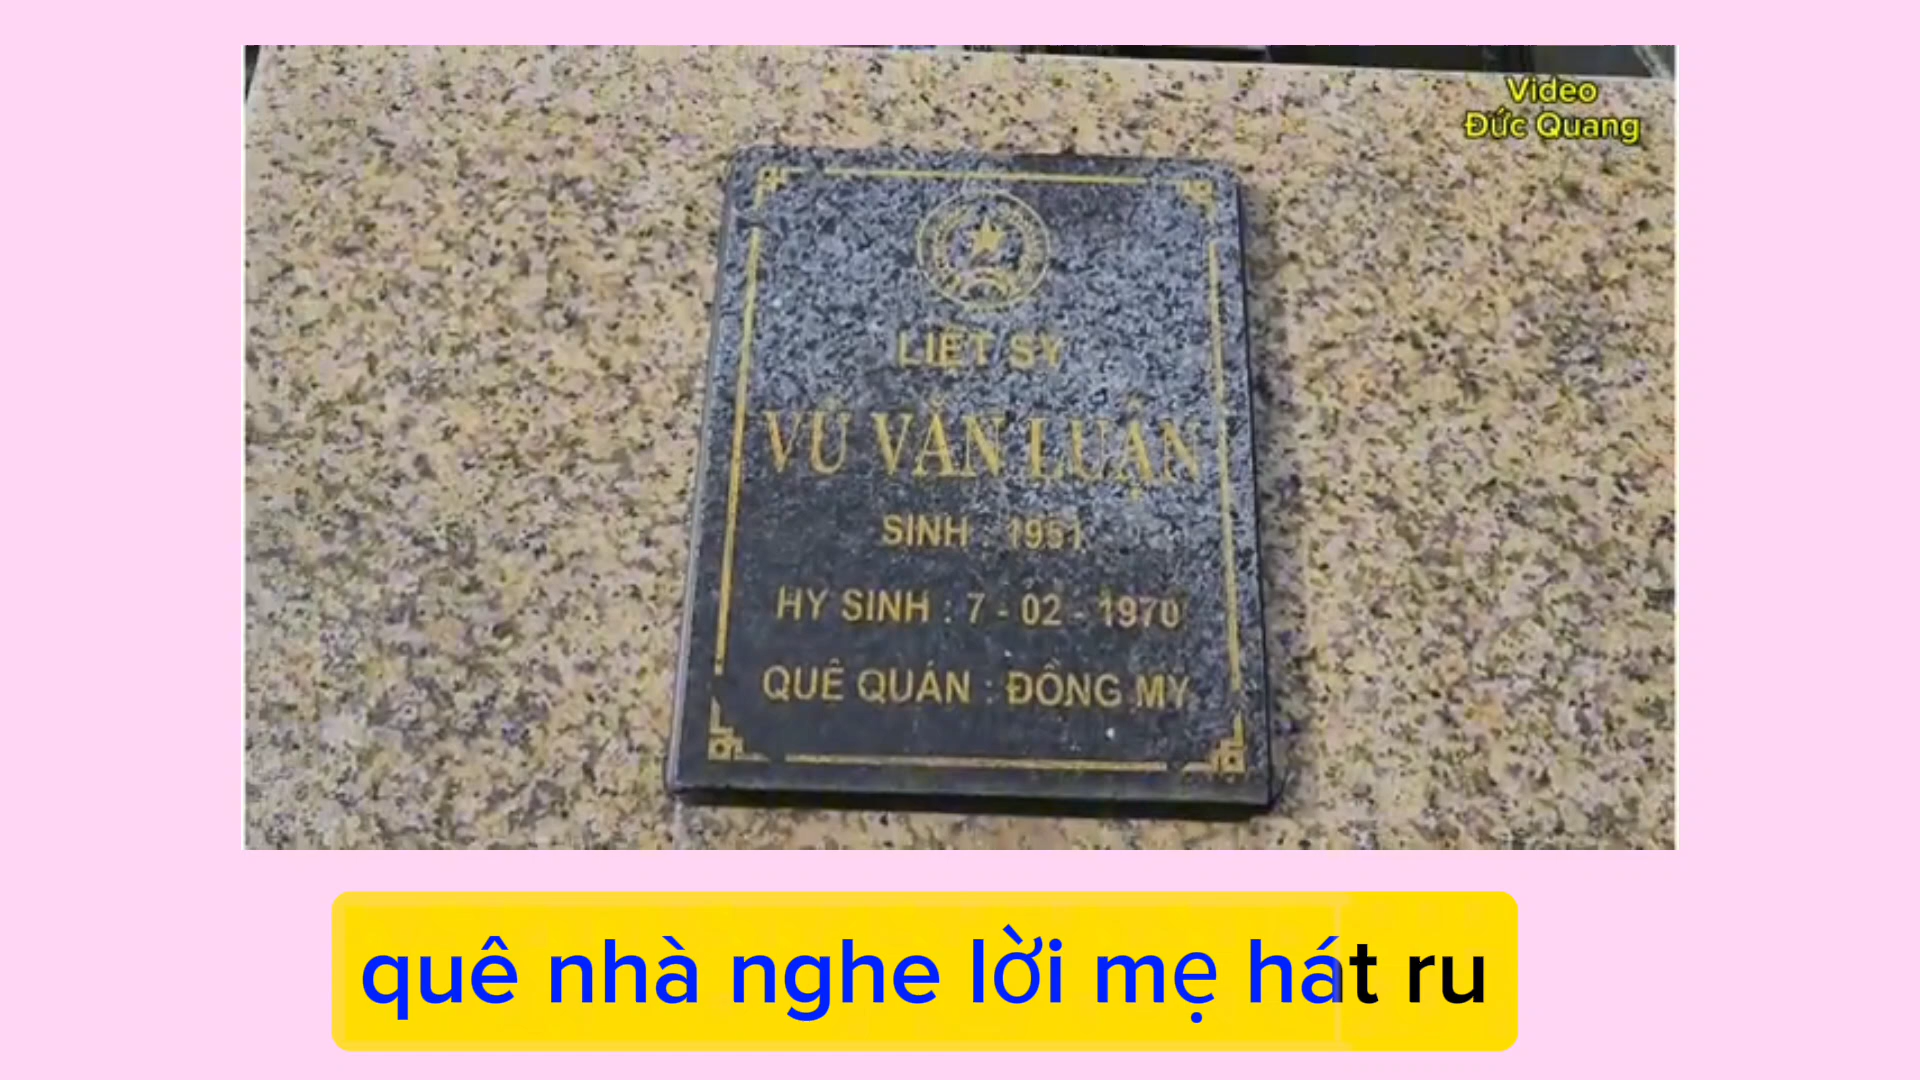 Video
Đức Quang
LIỆT SỸ
VŨ VĂN LUẬN
SINH : 1951
HY SINH : 7 - 02 - 1970
QUÊ QUÁN : ĐỒNG MỸ
quê nhà nghe lời mẹ hát ru